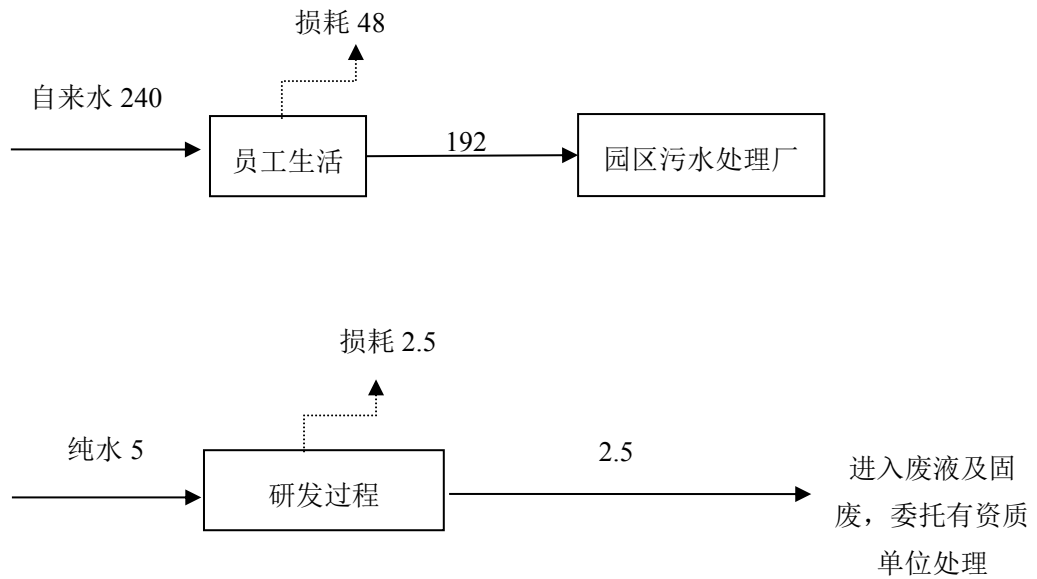 损耗 48
自来水 240
员工生活
192
园区污水处理厂
损耗 2.5
纯水 5
研发过程
2.5
进入废液及固
废，委托有资质
单位处理